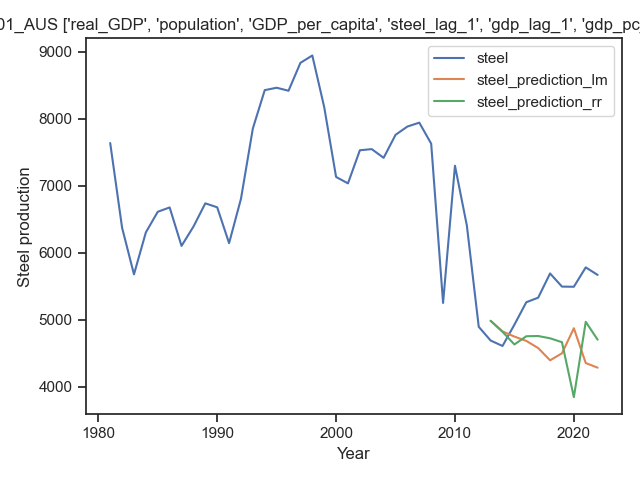 01_AUS ['real_GDP', 'population', 'GDP_per_capita', 'steel_lag_1', 'gdp_lag_1', 'gdp_pc_
steel
steel_prediction_lm
steel_prediction_rr
9000
8000
7000
6000
5000
4000
Steel production
1980
1990
2000
2010
2020
Year